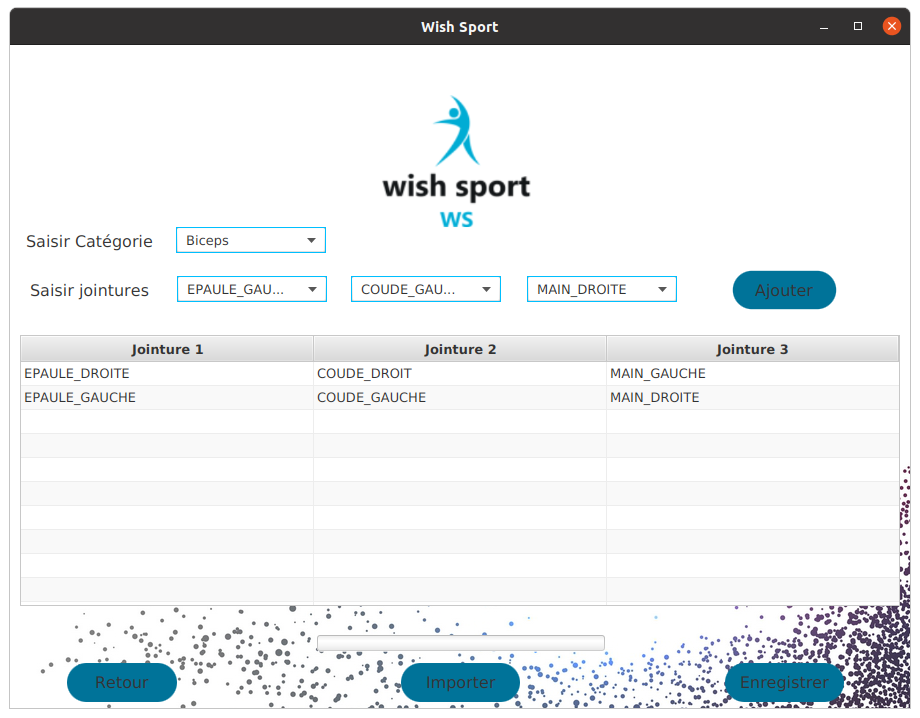 Wish Sport
wish sport
WS
Saisir Catégorie Biceps
Saisir jointures EPAULE_GAU... COUDE_GAU... MAIN_DROITE Ajouter
Jointure 1 Jointure 2 Jointure 3
EPAULE_DROITE COUDE_DROIT MAIN_GAUCHE
EPAULE_GAUCHE COUDE_GAUCHE MAIN_DROITE
Retour Importer Enregistrer